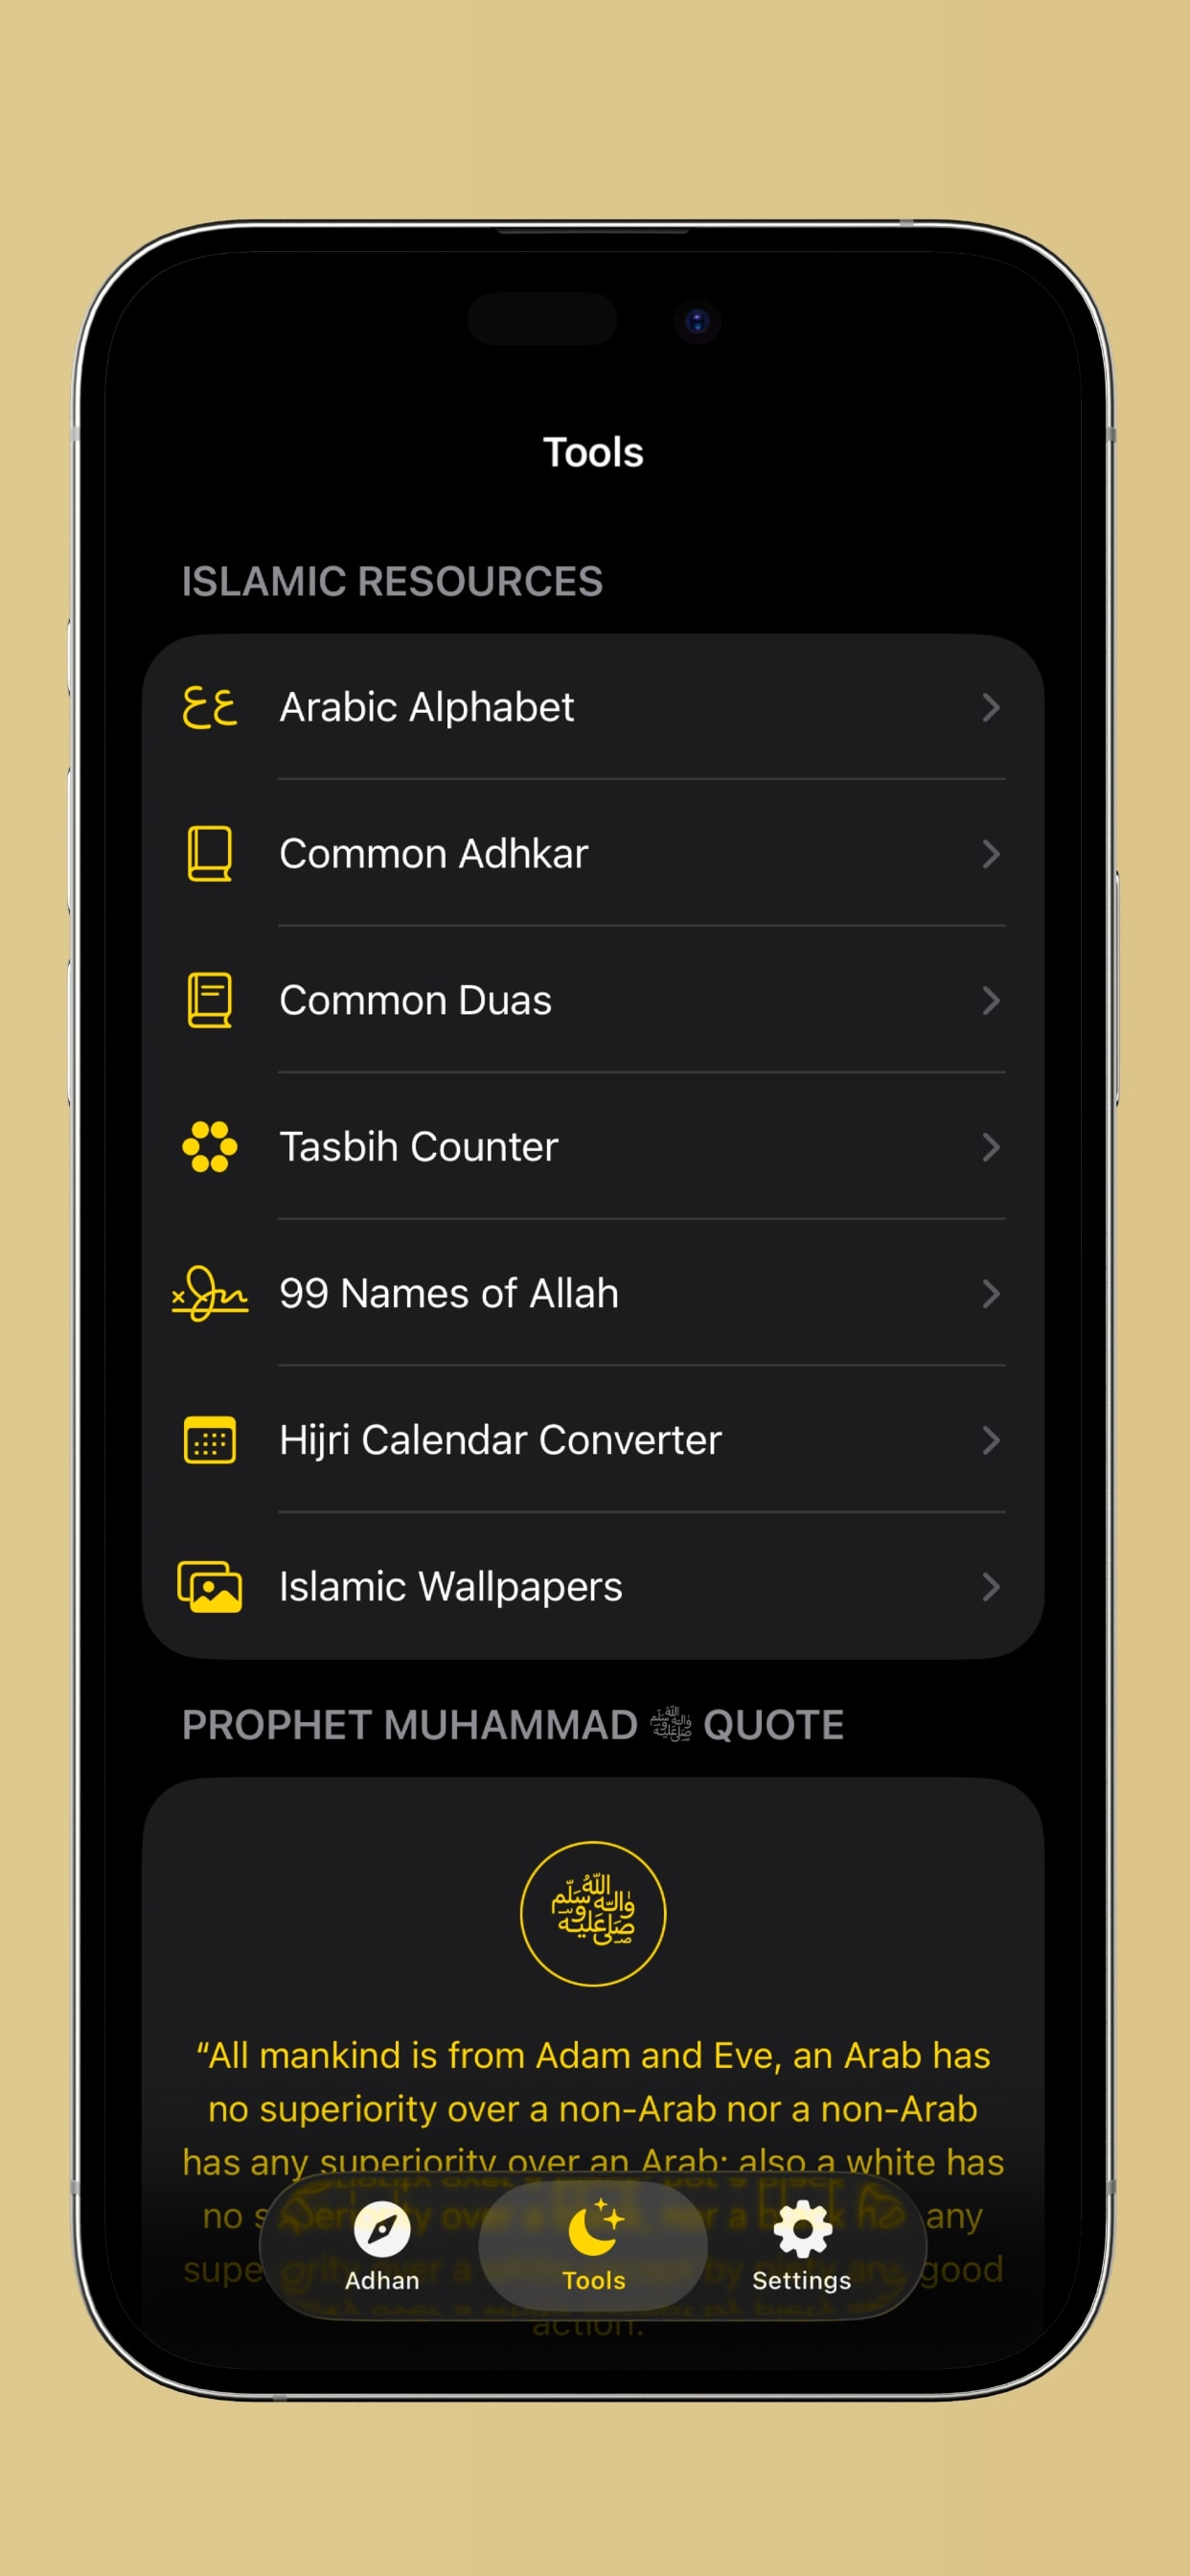 Tools
ISLAMIC RESOURCES
عع Arabic Alphabet
Common Adhkar
Common Duas
Tasbih Counter
99 Names of Allah
Hijri Calendar Converter
Islamic Wallpapers
PROPHET MUHAMMAD ﷺ QUOTE
ﷺ
“All mankind is from Adam and Eve, an Arab has
no superiority over a non-Arab nor a non-Arab
has any superiority over an Arab; also a white has
no any
good
action.
Adhan
Tools
Settings